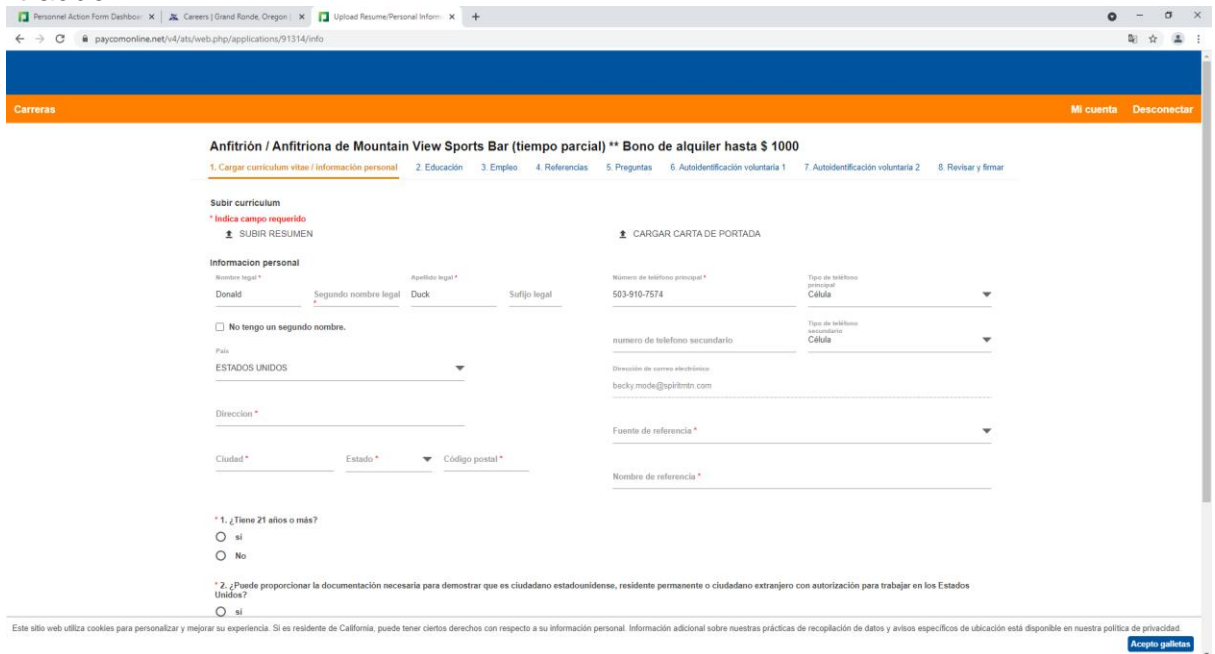 Personnel Action Form Dashboar
Careers | Grand Ronde, Oregon |
Upload Resume/Personal Inform
paycomonline.net/v4/ats/web.php/applications/91314/info
Carreras
Mi cuenta Desconectar
Anfitrión / Anfitriona de Mountain View Sports Bar (tiempo parcial) ** Bono de alquiler hasta $ 1000
1. Cargar curriculum vitae / información personal 2. Educación 3. Empleo 4. Referencias 5. Preguntas 6. Autoidentificación voluntaria 1 7. Autoidentificación voluntaria 2 8. Revisar y firmar
Subir curriculum
* Indica campo requerido
SUBIR RESUMEN CARGAR CARTA DE PORTADA
Informacion personal
Nombre legal * Apellido legal * Número de teléfono principal * Tipo de teléfono
principal
Donald Segundo nombre legal * Duck Sufijo legal 503-910-7574 Célula
No tengo un segundo nombre.
Tipo de teléfono
secundario
numero de telefono secundario Célula
País
ESTADOS UNIDOS
Dirección de correo electrónico
becky.mode@spiritmtn.com
Direccion *
Fuente de referencia *
Ciudad * Estado * Código postal *
Nombre de referencia *
* 1. ¿Tiene 21 años o más?
sí
No
* 2. ¿Puede proporcionar la documentación necesaria para demostrar que es ciudadano estadounidense, residente permanente o ciudadano extranjero con autorización para trabajar en los Estados
Unidos?
sí
Este sitio web utiliza cookies para personalizar y mejorar su experiencia. Si es residente de California, puede tener ciertos derechos con respecto a su información personal. Información adicional sobre nuestras prácticas de recopilación de datos y avisos específicos de ubicación está disponible en nuestra política de privacidad.
Acepto galletas